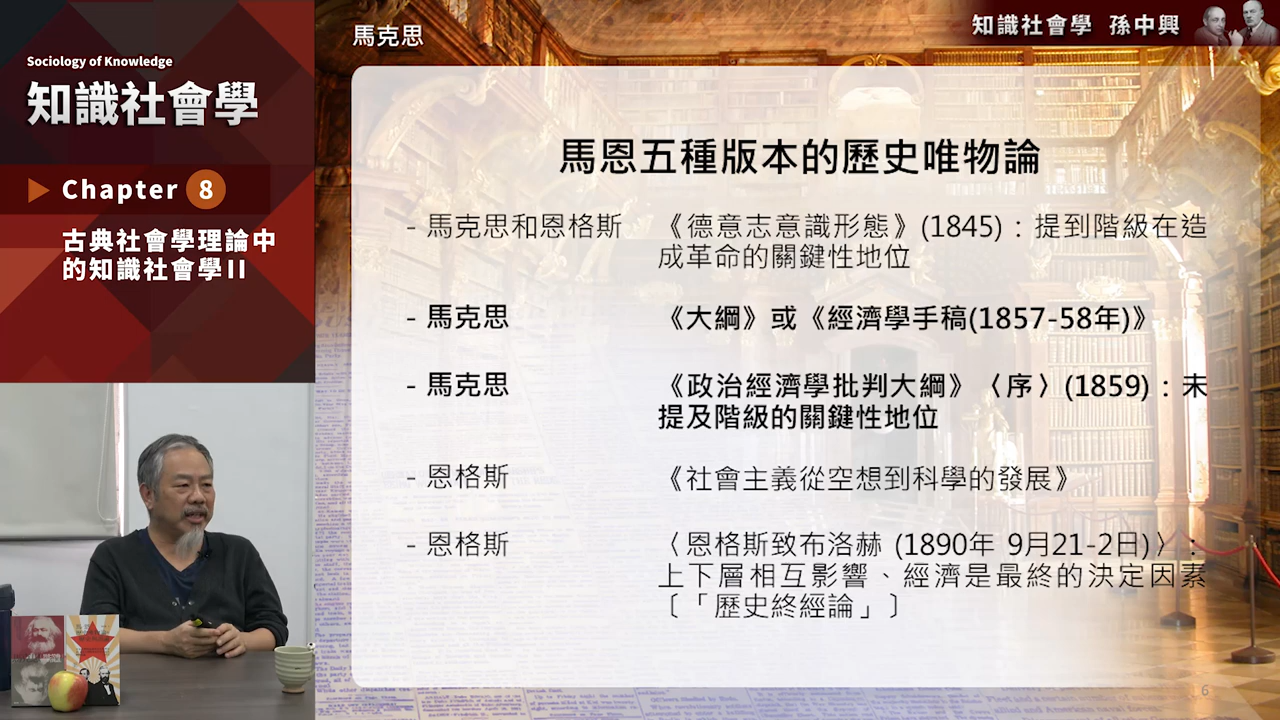 Sociology of Knowledge
知識社會學
Chapter 8
古典社會學理論中
的知識社會學II
馬克思
知識社會學 孫中興
馬恩五種版本的歷史唯物論
- 馬克思和恩格斯 《德意志意識形態》(1845)：提到階級在造
成革命的關鍵性地位
- 馬克思 《大綱》或《經濟學手稿(1857-58年)》
- 馬克思 《政治經濟學批判大綱》〈序〉(1859)：未
提及階級的關鍵性地位
- 恩格斯 《社會主義從空想到科學的發展》
- 恩格斯 〈恩格斯致布洛赫 (1890年 9月21-2日)〉：
上下層相互影響、經濟是最終的決定因素
〔「歷史終經論」〕
6